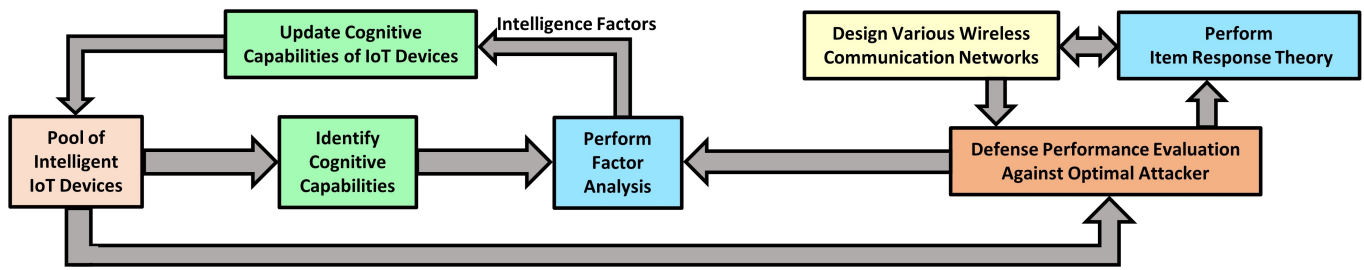 Update Cognitive
Capabilities of IoT Devices
Intelligence Factors
Design Various Wireless
Communication Networks
Perform
Item Response Theory
Pool of
Intelligent
IoT Devices
Identify
Cognitive
Capabilities
Perform
Factor
Analysis
Defense Performance Evaluation
Against Optimal Attacker